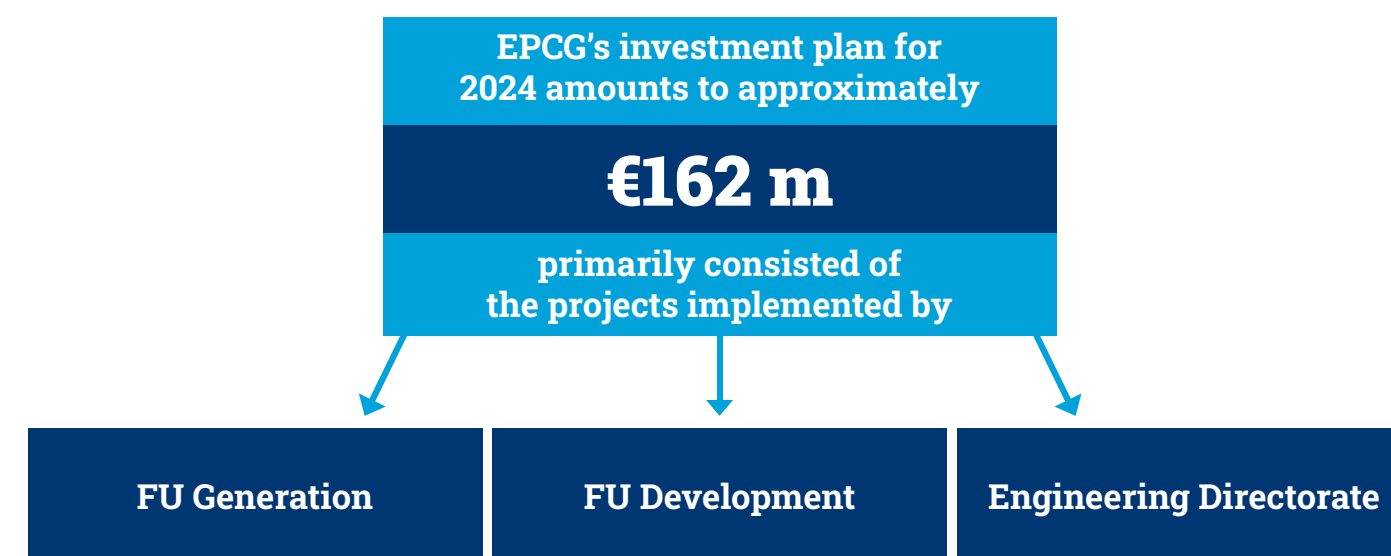 EPCG’s investment plan for
2024 amounts to approximately
€162 m
primarily consisted of
the projects implemented by
FU Generation
FU Development
Engineering Directorate